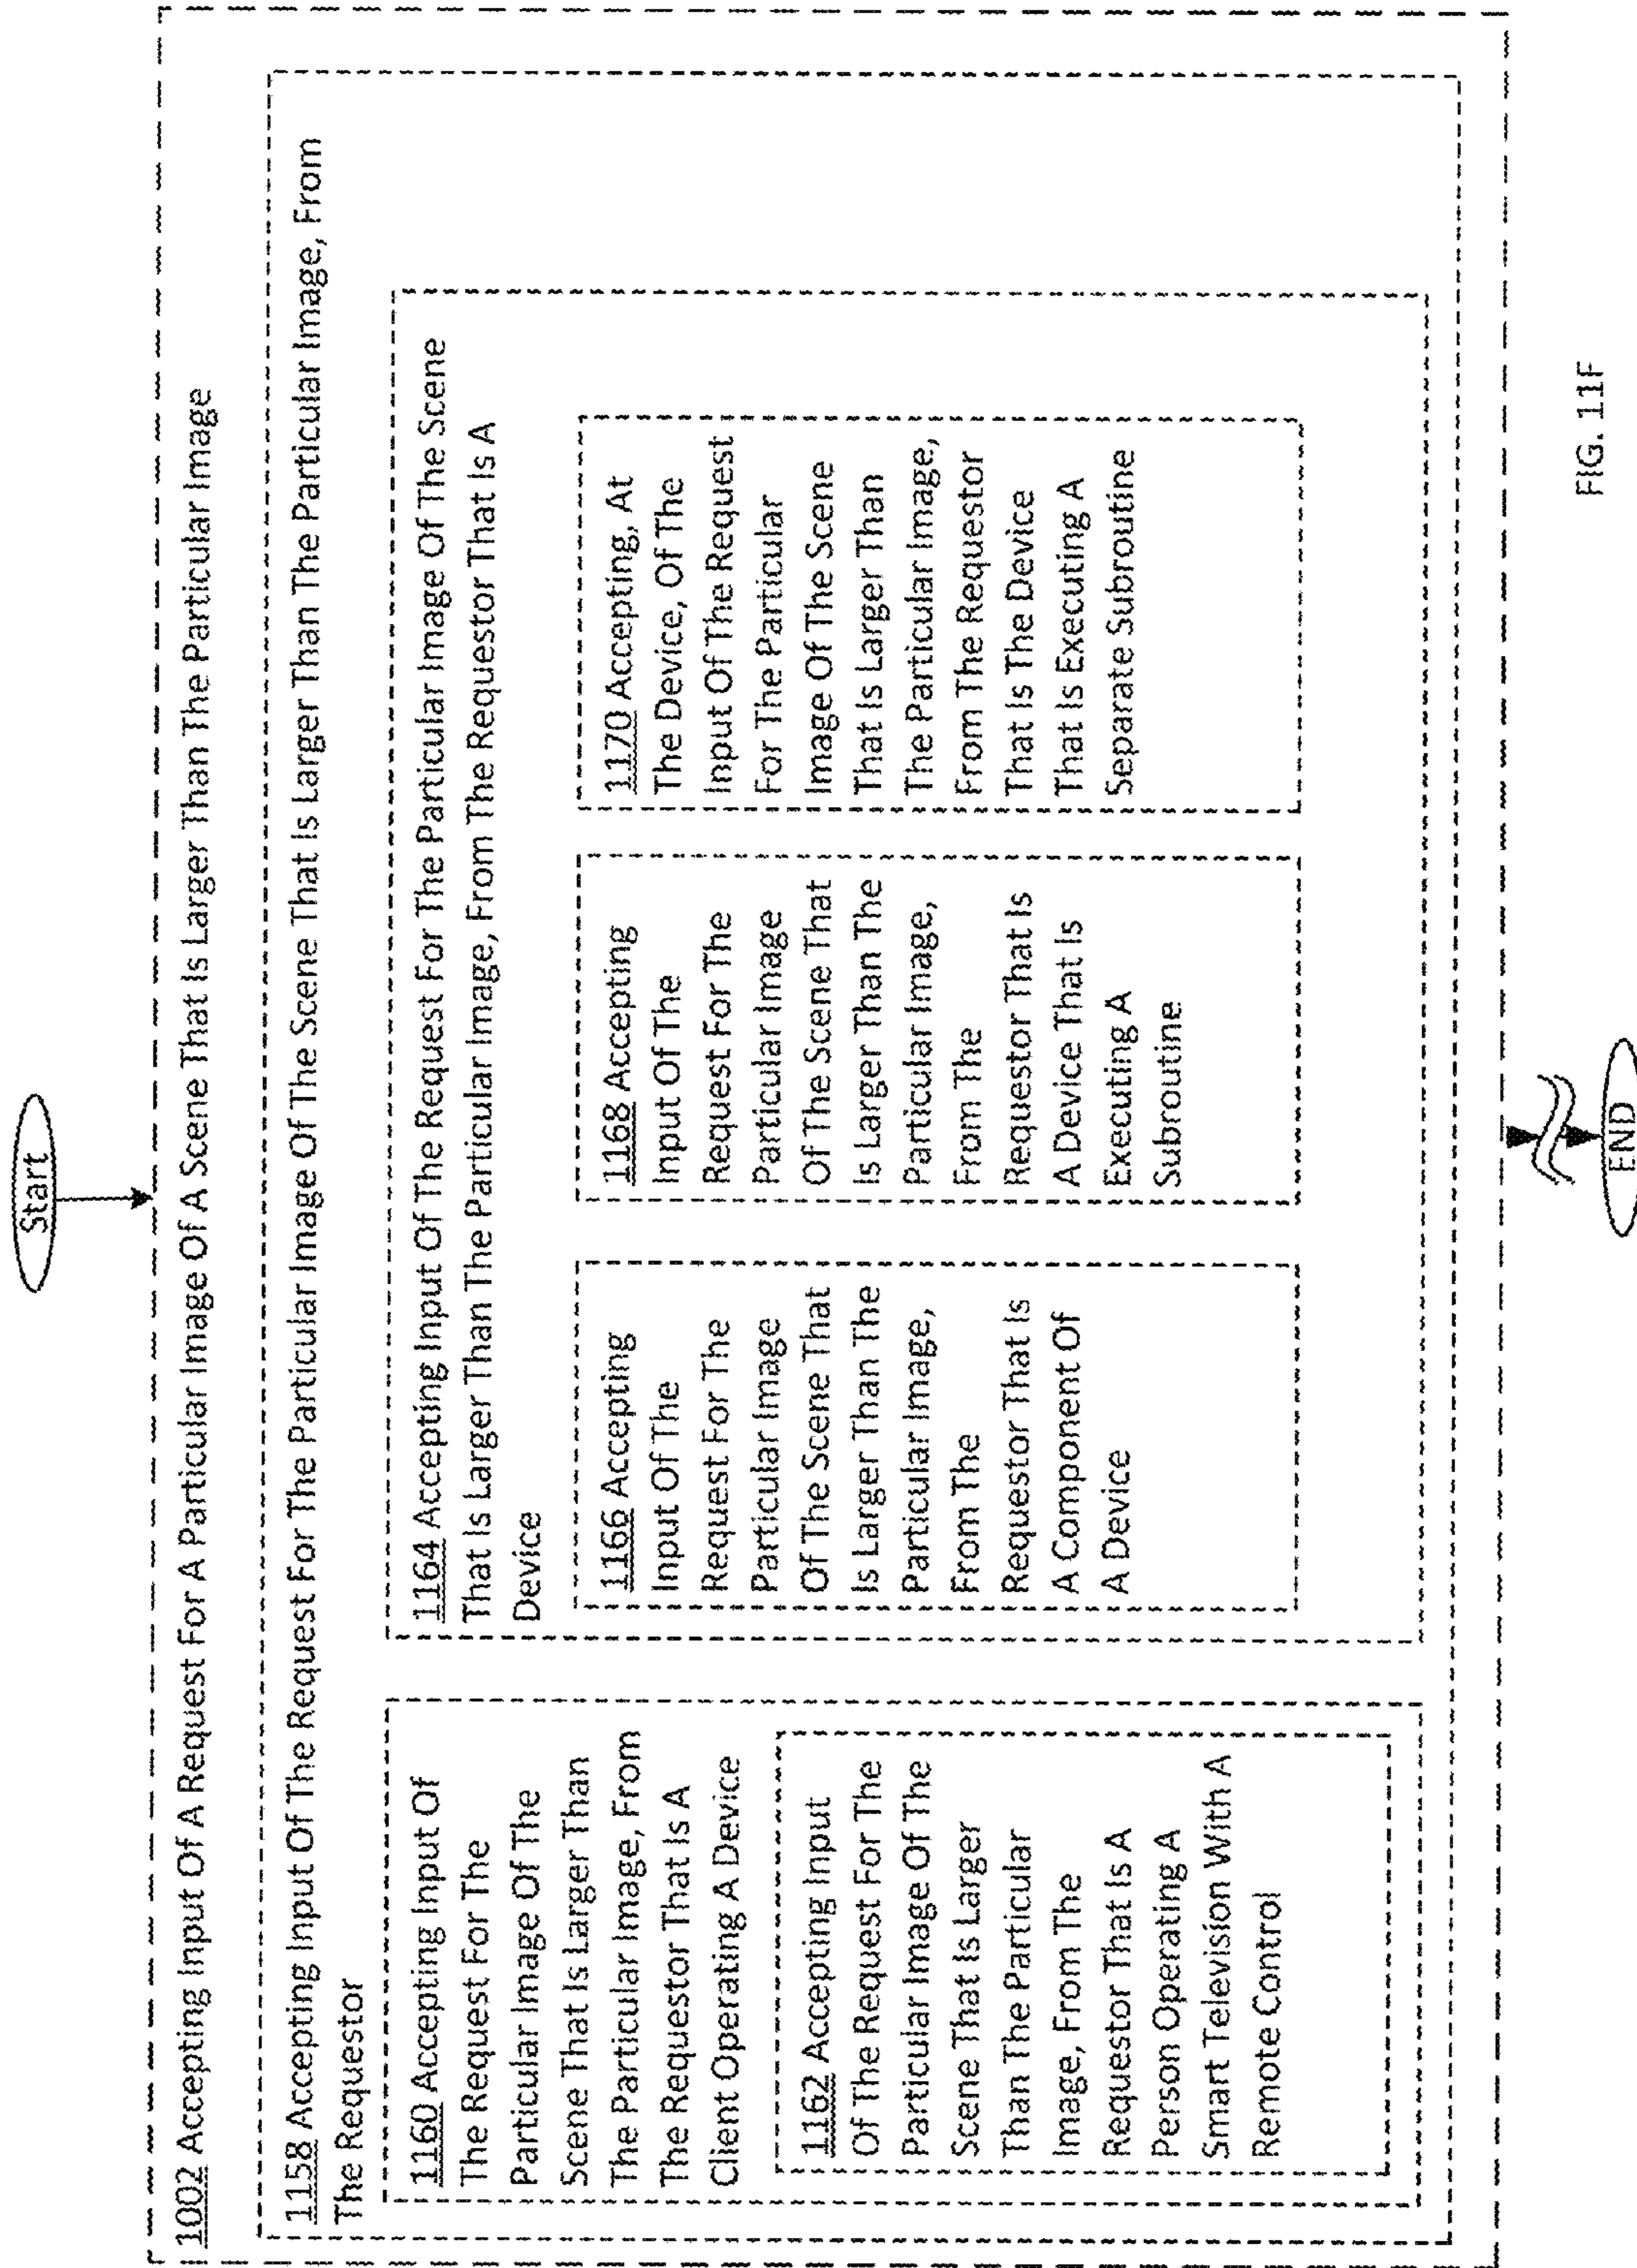 Start
1002 Accepting Input Of A Request For A Particular Image Of A Scene That Is Larger Than The Particular Image
1158 Accepting Input Of The Request For The Particular Image Of The Scene That Is Larger Than The Particular Image, From
The Requestor
1160 Accepting Input Of
The Request For The
Particular Image Of The
Scene That Is Larger Than
The Particular Image, From
The Requestor That Is A
Client Operating A Device
1162 Accepting Input
Of The Request For The
Particular Image Of The
Scene That Is Larger
Than The Particular
Image, From The
Requestor That Is A
Person Operating A
Smart Television With A
Remote Control
1164 Accepting Input Of The Request For The Particular Image Of The Scene
That Is Larger Than The Particular Image, From The Requestor That Is A
Device
1166 Accepting
Input Of The
Request For The
Particular Image
Of The Scene That
Is Larger Than The
Particular Image,
From The
Requestor That Is
A Component Of
A Device
1168 Accepting
Input Of The
Request For The
Particular Image
Of The Scene That
Is Larger Than The
Particular Image,
From The
Requestor That Is
A Device That Is
Executing A
Subroutine
1170 Accepting, At
The Device, Of The
Input Of The Request
For The Particular
Image Of The Scene
That Is Larger Than
The Particular Image,
From The Requestor
That Is The Device
That Is Executing A
Separate Subroutine
END
FIG. 11F